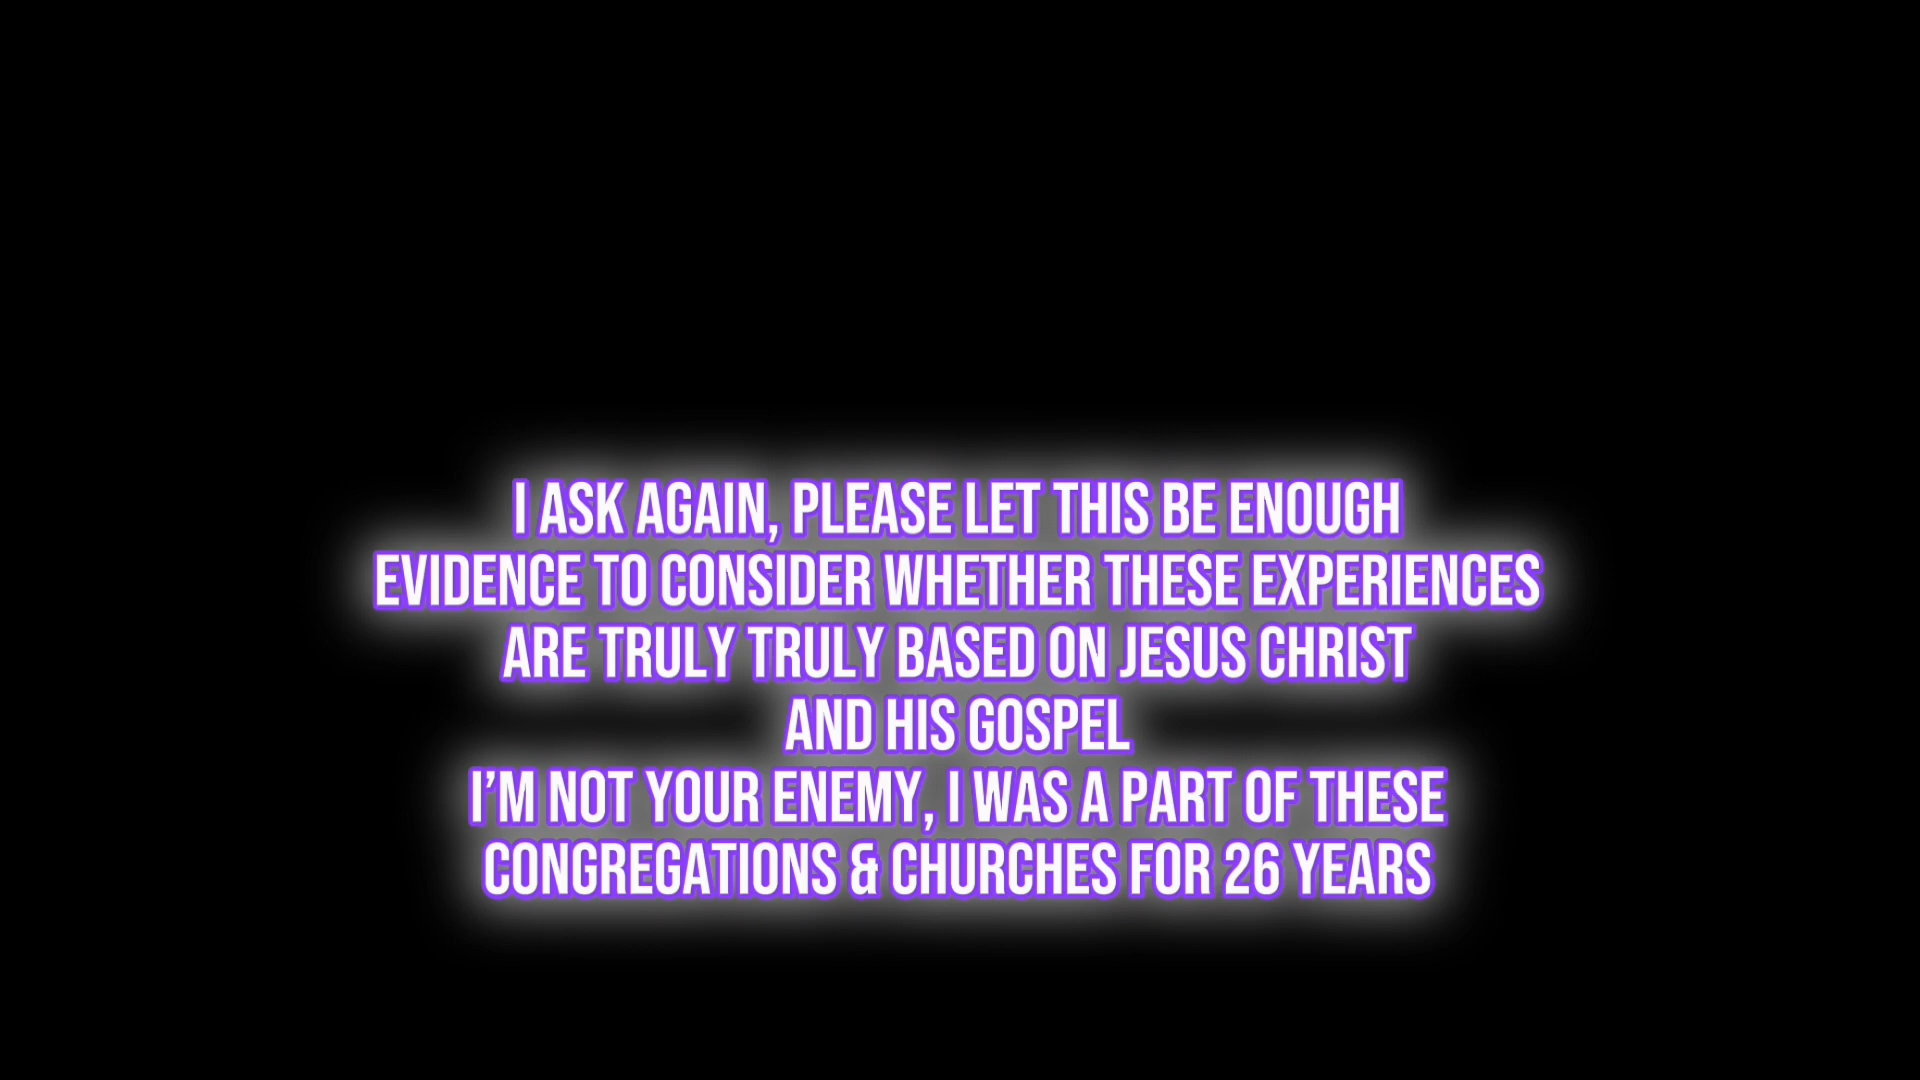 I ASK AGAIN, PLEASE LET THIS BE ENOUGH
EVIDENCE TO CONSIDER WHETHER THESE EXPERIENCES
ARE TRULY TRULY BASED ON JESUS CHRIST
AND HIS GOSPEL
I’M NOT YOUR ENEMY, I WAS A PART OF THESE
CONGREGATIONS & CHURCHES FOR 26 YEARS